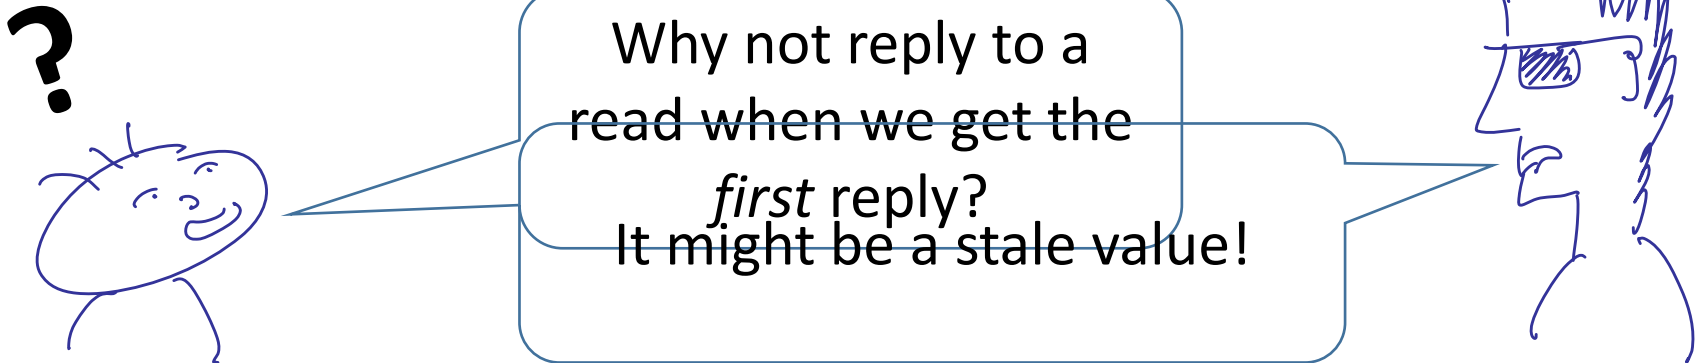 ?
Why not reply to a
read when we get the
first reply?
It might be a stale value!